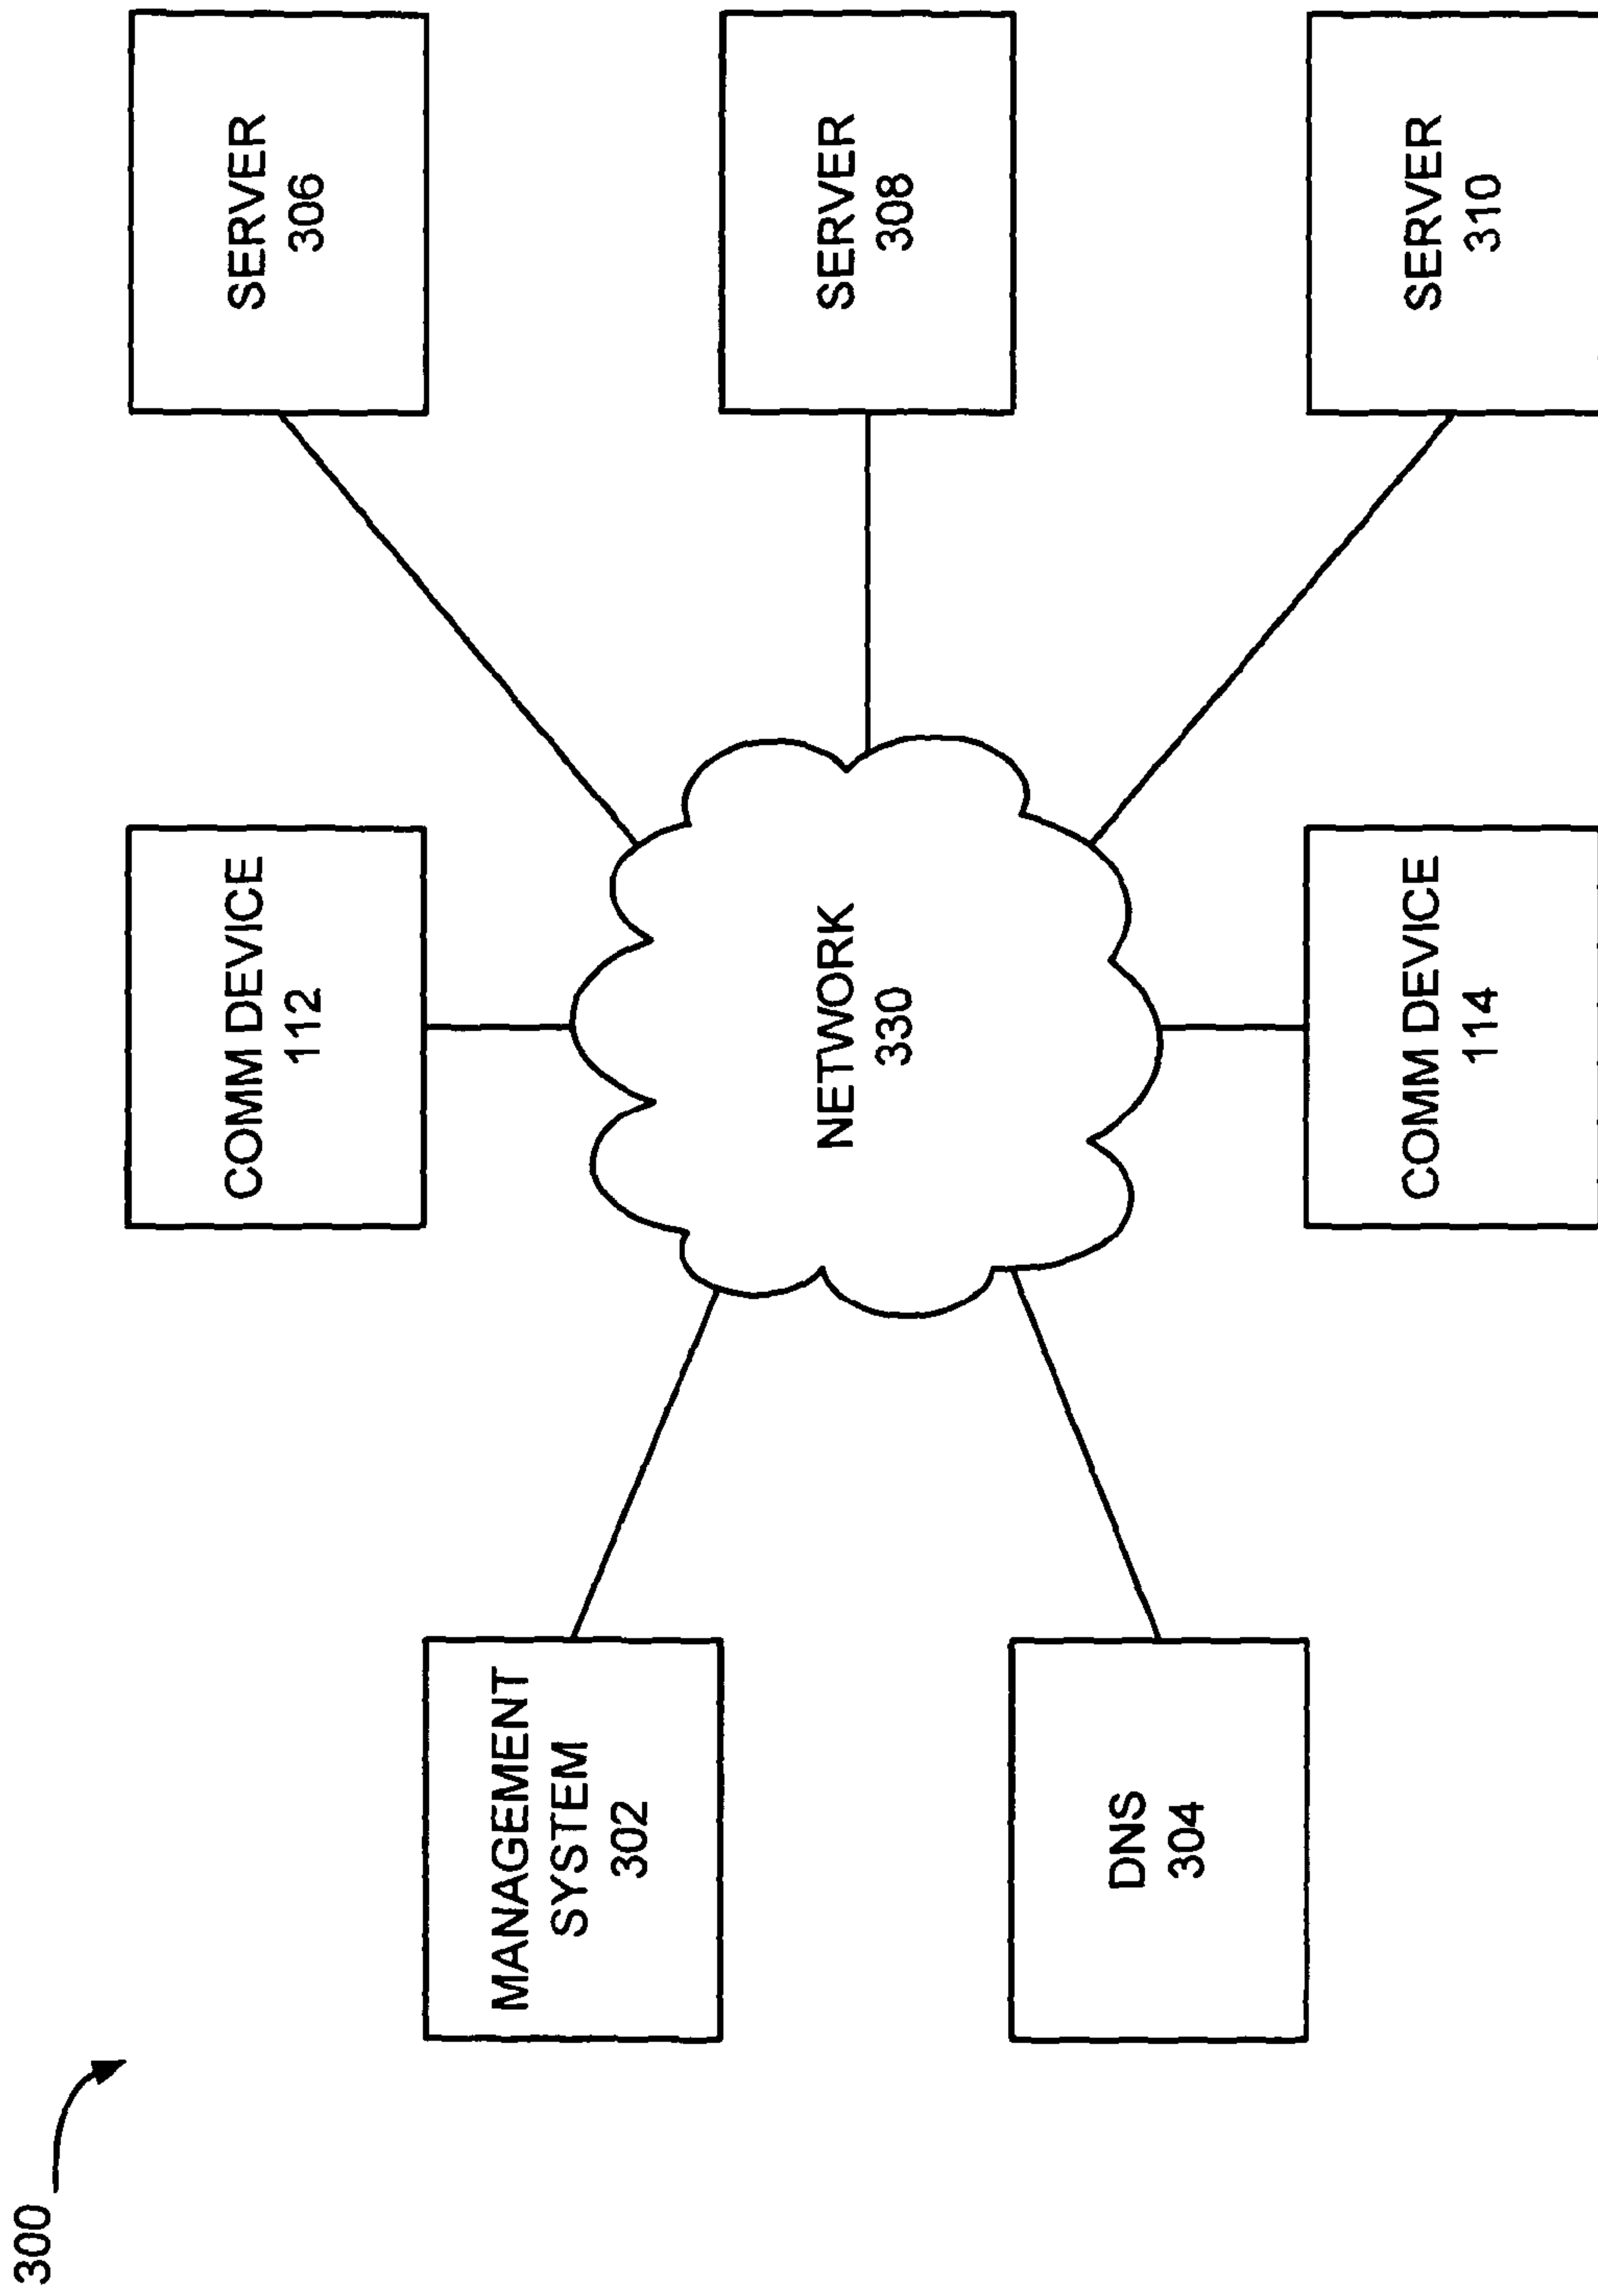 300
MANAGEMENT
SYSTEM
302
DNS
304
COMM DEVICE
112
NETWORK
330
COMM DEVICE
114
SERVER
306
SERVER
308
SERVER
310